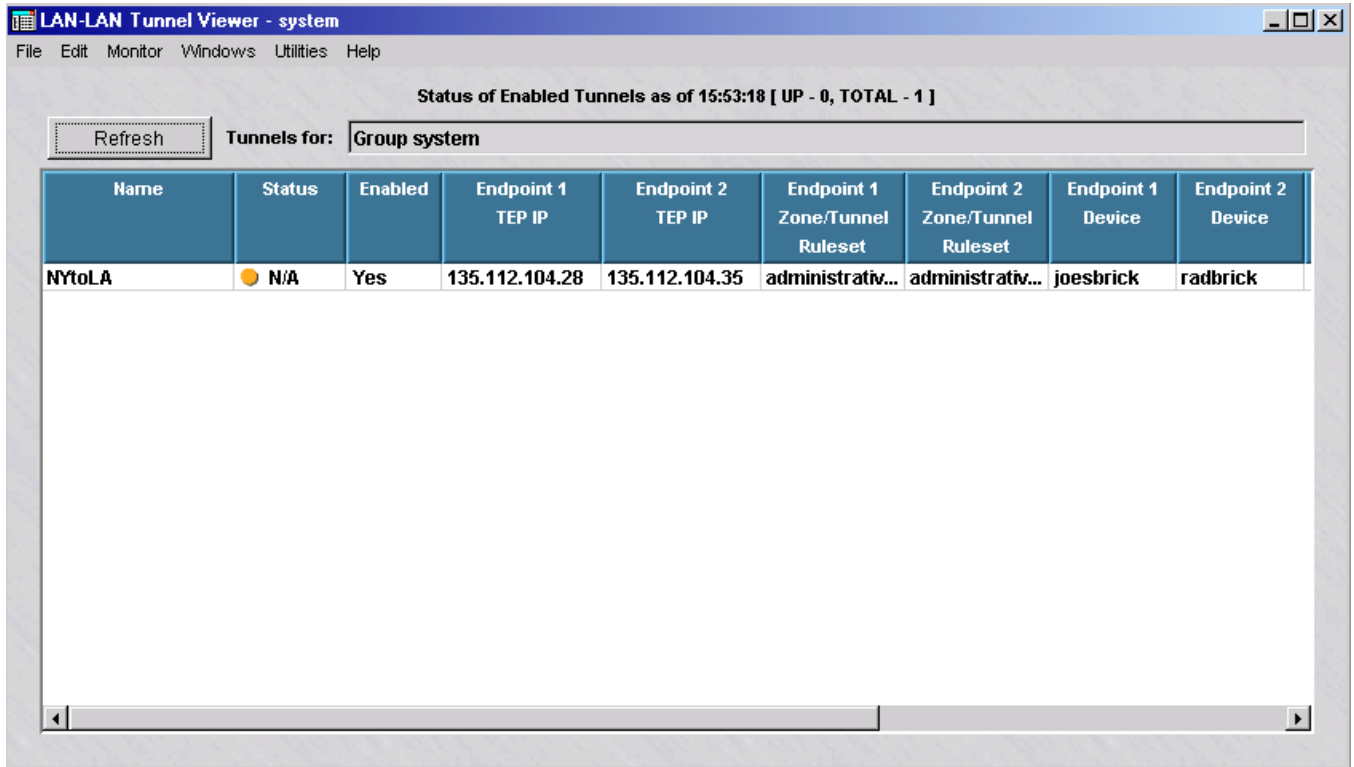 LAN-LAN Tunnel Viewer - system
File Edit Monitor Windows Utilities Help
Status of Enabled Tunnels as of 15:53:18 [ UP - 0, TOTAL - 1 ]
Refresh Tunnels for: Group system
Name Status Enabled Endpoint 1 TEP IP Endpoint 2 TEP IP Endpoint 1 Zone/Tunnel Ruleset Endpoint 2 Zone/Tunnel Ruleset Endpoint 1 Device Endpoint 2 Device
NYtoLA N/A Yes 135.112.104.28 135.112.104.35 administrativ... administrativ... joesbrick radbrick